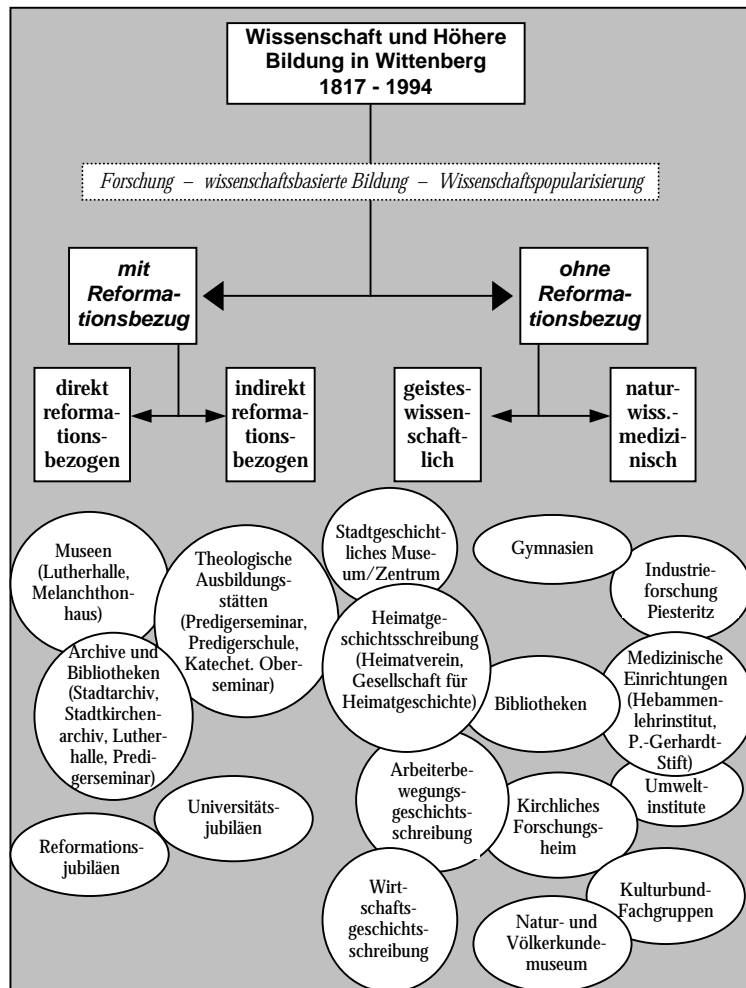 Wissenschaft und Höhere
Bildung in Wittenberg
1817 - 1994
Forschung – wissenschaftsbasierte Bildung – Wissenschaftspopularisierung
mit
Reforma-
tionsbezug
ohne
Reforma-
tionsbezug
direkt
reforma-
tions-
bezogen
indirekt
reforma-
tions-
bezogen
geistes-
wissen-
schaft-
lich
natur-
wiss.-
medizi-
nisch
Museen
(Lutherhalle,
Melanchthon-
haus)
Theologische
Ausbildungs-
stätten
(Predigerseminar,
Predigerschule,
Katechet. Ober-
seminar)
Stadtgeschicht-
liches Museum/Zentrum
Gymnasien
Industrie-
forschung
Piesteritz
Archive und
Bibliotheken
(Stadtarchiv,
Stadtkirchen-
archiv, Luther-
halle, Predi-
gerseminar)
Heimatge-
schichtsschreibung
(Heimatverein,
Gesellschaft für
Heimatgeschichte)
Bibliotheken
Medizinische
Einrichtungen
(Hebammen-
lehrinstitut,
P.-Gerhardt-
Stift)
Universitäts-
jubiläen
Reformations-
jubiläen
Arbeiterbe-
wegungs-
geschichts-
schreibung
Kirchliches
Forschungs-
heim
Umwelt-
institute
Wirt-
schafts-
geschichts-
schreibung
Natur- und
Völkerkunde-
museum
Kulturbund-
Fachgruppen